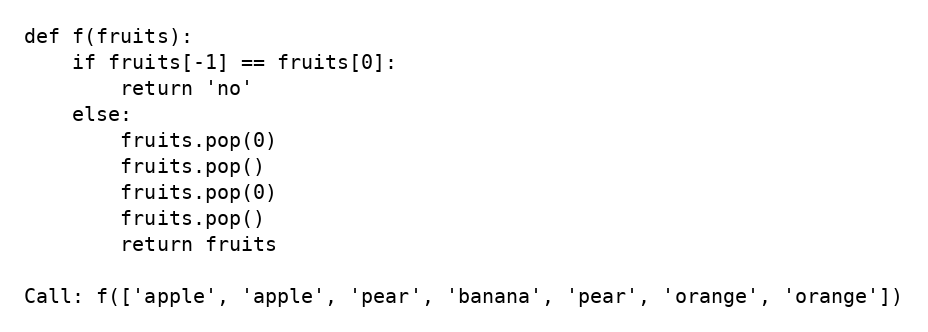 def f(fruits):
    if fruits[-1] == fruits[0]:
        return 'no'
    else:
        fruits.pop(0)
        fruits.pop()
        fruits.pop(0)
        fruits.pop()
        return fruits

Call: f(['apple', 'apple', 'pear', 'banana', 'pear', 'orange', 'orange'])